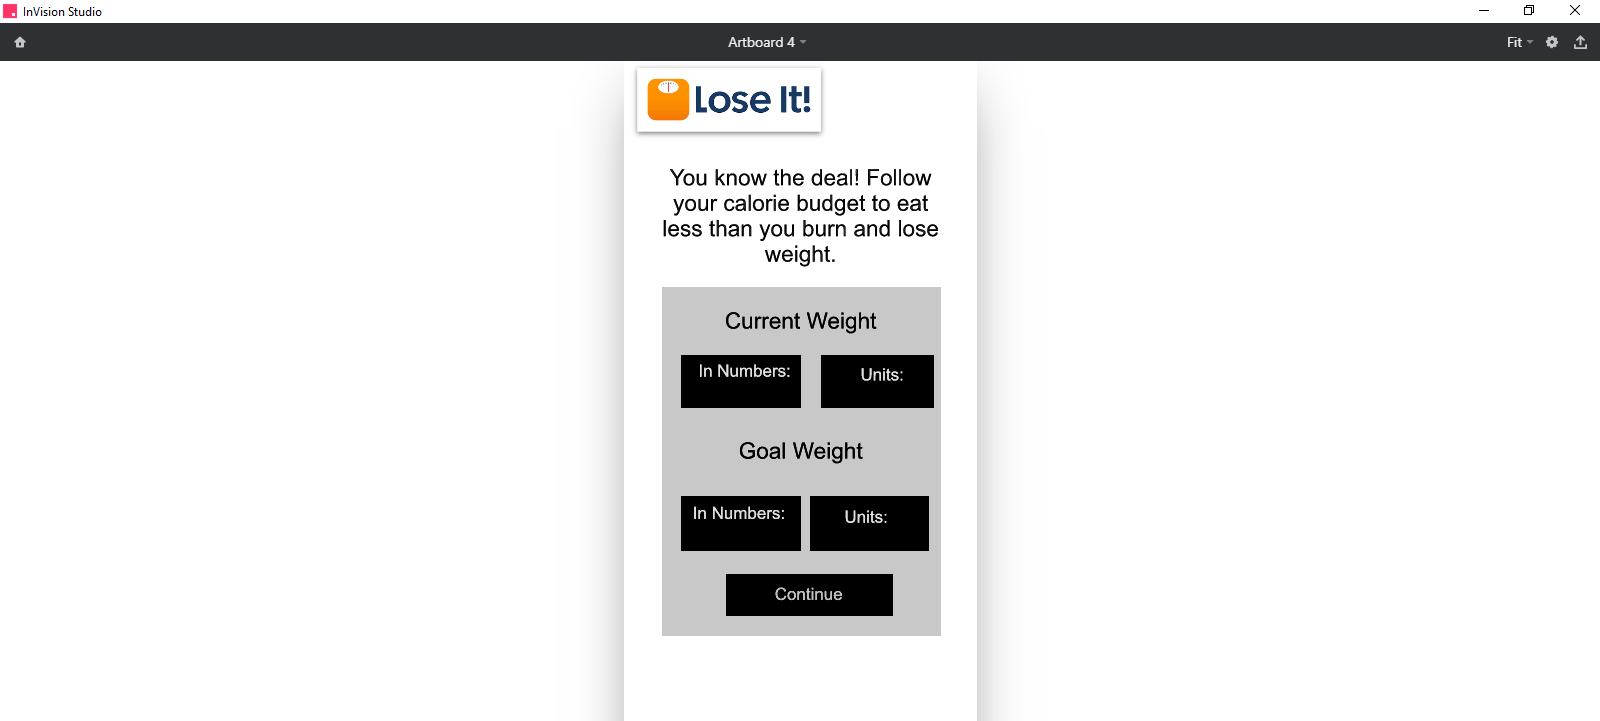 InVision Studio
Artboard 4
Fit
Lose It!
You know the deal! Follow
your calorie budget to eat
less than you burn and lose
weight.
Current Weight
In Numbers:
Units:
Goal Weight
In Numbers:
Units:
Continue